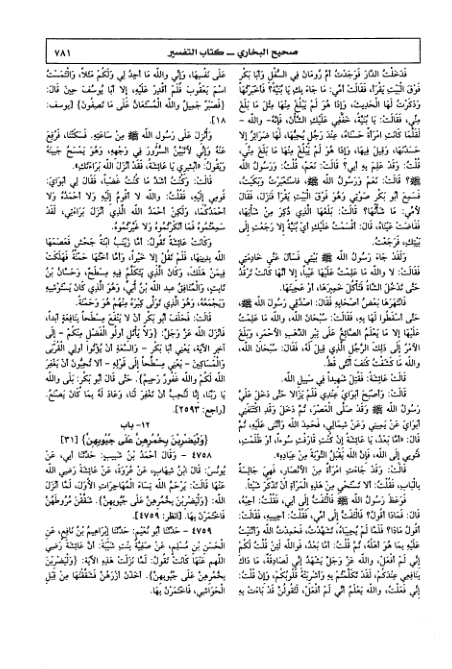 صحيح البخاري ــ كتاب التفسير
٧٨١
فَدَخَلْتُ الدَّارَ فَوَجَدْتُ أُمَّ رُومَانَ فِي السُّفْلِ وَأَبَا بَكْرٍ
فَوْقَ الْبَيْتِ يَقْرَأُ، فَقَالَتْ أُمِّي: مَا جَاءَ بِكِ يَا بُنَيَّةُ؟ فَأَخْبَرْتُهَا
وَذَكَرْتُ لَهَا الْحَدِيثَ، وَإِذَا هُوَ لَمْ يَبْلُغْ مِنْهَا مِثْلَ مَا بَلَغَ
مِنِّي، فَقَالَتْ: يَا بُنَيَّةُ، خَفِّفِي عَلَيْكِ الشَّأْنَ، فَإِنَّهُ - وَاللهِ -
لَقَلَّمَا كَانَتِ امْرَأَةٌ حَسْنَاءُ، عِنْدَ رَجُلٍ يُحِبُّهَا، لَهَا ضَرَائِرُ إِلَّا
حَسَدْنَهَا، وَقِيلَ فِيهَا، وَإِذَا هُوَ لَمْ يَبْلُغْ مِنْهَا مَا بَلَغَ مِنِّي،
قُلْتُ: وَقَدْ عَلِمَ بِهِ أَبِي؟ قَالَتْ: نَعَمْ، قُلْتُ: وَرَسُولُ اللهِ
ﷺ؟ قَالَتْ: نَعَمْ وَرَسُولُ اللهِ ﷺ، فَاسْتَعْبَرْتُ وَبَكَيْتُ،
فَسَمِعَ أَبُو بَكْرٍ صَوْتِي وَهُوَ فَوْقَ الْبَيْتِ يَقْرَأُ فَنَزَلَ، فَقَالَ
لِأُمِّي: مَا شَأْنُهَا؟ قَالَتْ: بَلَغَهَا الَّذِي ذُكِرَ مِنْ شَأْنِهَا،
فَفَاضَتْ عَيْنَاهُ، قَالَ: أَقْسَمْتُ عَلَيْكِ أَيْ بُنَيَّةُ إِلَّا رَجَعْتِ إِلَى
بَيْتِكِ، فَرَجَعْتُ.
وَلَقَدْ جَاءَ رَسُولُ اللهِ ﷺ بَيْتِي فَسَأَلَ عَنِّي خَادِمَتِي
فَقَالَتْ: لَا وَاللهِ مَا عَلِمْتُ عَلَيْهَا عَيْبًا، إِلَّا أَنَّهَا كَانَتْ تَرْقُدُ
حَتَّى تَدْخُلَ الشَّاةُ فَتَأْكُلَ خَمِيرَهَا، أَوْ عَجِينَهَا.
فَانْتَهَرَهَا بَعْضُ أَصْحَابِهِ فَقَالَ: اصْدُقِي رَسُولَ اللهِ ﷺ،
حَتَّى أَسْقَطُوا لَهَا بِهِ، فَقَالَتْ: سُبْحَانَ اللهِ، وَاللهِ مَا عَلِمْتُ
عَلَيْهَا إِلَّا مَا يَعْلَمُ الصَّائِغُ عَلَى تِبْرِ الذَّهَبِ الْأَحْمَرِ، وَبَلَغَ
الْأَمْرُ إِلَى ذَلِكَ الرَّجُلِ الَّذِي قِيلَ لَهُ، فَقَالَ: سُبْحَانَ اللهِ،
وَاللهِ مَا كَشَفْتُ كَنَفَ أُنْثَى قَطُّ.
قَالَتْ عَائِشَةُ: فَقُتِلَ شَهِيدًا فِي سَبِيلِ اللهِ.
قَالَتْ: وَأَصْبَحَ أَبَوَايَ عِنْدِي فَلَمْ يَزَالَا حَتَّى دَخَلَ عَلَيَّ
رَسُولُ اللهِ ﷺ وَقَدْ صَلَّى الْعَصْرَ، ثُمَّ دَخَلَ وَقَدِ اكْتَنَفَنِي
أَبَوَايَ عَنْ يَمِينِي وَعَنْ شِمَالِي، فَحَمِدَ اللهَ وَأَثْنَى عَلَيْهِ، ثُمَّ
قَالَ: «أَمَّا بَعْدُ، يَا عَائِشَةُ إِنْ كُنْتِ قَارَفْتِ سُوءًا، أَوْ ظَلَمْتِ،
فَتُوبِي إِلَى اللهِ، فَإِنَّ اللهَ يَقْبَلُ التَّوْبَةَ مِنْ عِبَادِهِ».
قَالَتْ: وَقَدْ جَاءَتِ امْرَأَةٌ مِنَ الْأَنْصَارِ، فَهِيَ جَالِسَةٌ
بِالْبَابِ، فَقُلْتُ: أَلَا تَسْتَحْيِي مِنْ هَذِهِ الْمَرْأَةِ أَنْ تَذْكُرَ شَيْئًا.
فَوَعَظَ رَسُولُ اللهِ ﷺ فَالْتَفَتُّ إِلَى أَبِي، فَقُلْتُ: أَجِبْهُ،
قَالَ: فَمَاذَا أَقُولُ؟ فَالْتَفَتُّ إِلَى أُمِّي، فَقُلْتُ: أَجِيبِيهِ، فَقَالَتْ:
أَقُولُ مَاذَا؟ فَلَمَّا لَمْ يُجِيبَاهُ، تَشَهَّدْتُ، فَحَمِدْتُ اللهَ وَأَثْنَيْتُ
عَلَيْهِ بِمَا هُوَ أَهْلُهُ، ثُمَّ قُلْتُ: أَمَّا بَعْدُ، فَوَاللهِ لَئِنْ قُلْتُ لَكُمْ
إِنِّي لَمْ أَفْعَلْ، وَاللهُ عَزَّ وَجَلَّ يَشْهَدُ إِنِّي لَصَادِقَةٌ، مَا ذَاكَ
بِنَافِعِي عِنْدَكُمْ، لَقَدْ تَكَلَّمْتُمْ بِهِ وَأُشْرِبَتْهُ قُلُوبُكُمْ، وَإِنْ قُلْتُ:
إِنِّي فَعَلْتُ، وَاللهُ يَعْلَمُ أَنِّي لَمْ أَفْعَلْ، لَتَقُولُنَّ قَدْ بَاءَتْ بِهِ
عَلَى نَفْسِهَا، وَإِنِّي وَاللهِ مَا أَجِدُ لِي وَلَكُمْ مَثَلًا، وَالْتَمَسْتُ
اسْمَ يَعْقُوبَ فَلَمْ أَقْدِرْ عَلَيْهِ، إِلَّا أَبَا يُوسُفَ حِينَ قَالَ:
﴿فَصَبْرٌ جَمِيلٌ وَاللَّهُ الْمُسْتَعَانُ عَلَى مَا تَصِفُونَ﴾ [يوسف:
١٨].
وَأُنْزِلَ عَلَى رَسُولِ اللهِ ﷺ مِنْ سَاعَتِهِ، فَسَكَتْنَا، فَرُفِعَ
عَنْهُ وَإِنِّي لَأَتَبَيَّنُ السُّرُورَ فِي وَجْهِهِ، وَهُوَ يَمْسَحُ جَبِينَهُ
وَيَقُولُ: «أَبْشِرِي يَا عَائِشَةُ، فَقَدْ أَنْزَلَ اللهُ بَرَاءَتَكِ».
قَالَتْ: وَكُنْتُ أَشَدَّ مَا كُنْتُ غَضَبًا، فَقَالَ لِي أَبَوَايَ:
قُومِي إِلَيْهِ، فَقُلْتُ: وَاللهِ لَا أَقُومُ إِلَيْهِ وَلَا أَحْمَدُهُ وَلَا
أَحْمَدُكُمَا، وَلَكِنْ أَحْمَدُ اللهَ الَّذِي أَنْزَلَ بَرَاءَتِي، لَقَدْ
سَمِعْتُمُوهُ فَمَا أَنْكَرْتُمُوهُ وَلَا غَيَّرْتُمُوهُ.
وَكَانَتْ عَائِشَةُ تَقُولُ: أَمَّا زَيْنَبُ ابْنَةُ جَحْشٍ فَعَصَمَهَا
اللهُ بِدِينِهَا، فَلَمْ تَقُلْ إِلَّا خَيْرًا، وَأَمَّا أُخْتُهَا حَمْنَةُ فَهَلَكَتْ
فِيمَنْ هَلَكَ، وَكَانَ الَّذِي يَتَكَلَّمُ فِيهِ مِسْطَحٌ، وَحَسَّانُ بْنُ
ثَابِتٍ، وَالْمُنَافِقُ عَبْدُ اللهِ بْنُ أُبَيٍّ، وَهُوَ الَّذِي كَانَ يَسْتَوْشِيهِ
وَيَجْمَعُهُ، وَهُوَ الَّذِي تَوَلَّى كِبْرَهُ مِنْهُمْ هُوَ وَحَمْنَةُ.
قَالَتْ: فَحَلَفَ أَبُو بَكْرٍ أَنْ لَا يَنْفَعَ مِسْطَحًا بِنَافِعَةٍ أَبَدًا،
فَأَنْزَلَ اللهُ عَزَّ وَجَلَّ: ﴿وَلَا يَأْتَلِ أُولُو الْفَضْلِ مِنْكُمْ﴾ - إِلَى
آخِرِ الْآيَةِ، يَعْنِي أَبَا بَكْرٍ - وَالسَّعَةِ أَنْ يُؤْتُوا أُولِي الْقُرْبَى
وَالْمَسَاكِينَ - يَعْنِي مِسْطَحًا إِلَى قَوْلِهِ - أَلَا تُحِبُّونَ أَنْ يَغْفِرَ
اللهُ لَكُمْ وَاللهُ غَفُورٌ رَحِيمٌ﴾. حَتَّى قَالَ أَبُو بَكْرٍ: بَلَى وَاللهِ
يَا رَبَّنَا، إِنَّا لَنُحِبُّ أَنْ تَغْفِرَ لَنَا، وَعَادَ لَهُ بِمَا كَانَ يَصْنَعُ.
[راجع: ٢٥٩٣]
١٢- باب
﴿وَلْيَضْرِبْنَ بِخُمُرِهِنَّ عَلَى جُيُوبِهِنَّ﴾ [٣١]
٤٧٥٨ - وَقَالَ أَحْمَدُ بْنُ شَبِيبٍ: حَدَّثَنَا أَبِي، عَنْ
يُونُسَ: قَالَ ابْنُ شِهَابٍ، عَنْ عُرْوَةَ، عَنْ عَائِشَةَ رَضِيَ اللهُ
عَنْهَا قَالَتْ: يَرْحَمُ اللهُ نِسَاءَ الْمُهَاجِرَاتِ الْأُوَلَ، لَمَّا أَنْزَلَ
اللهُ: ﴿وَلْيَضْرِبْنَ بِخُمُرِهِنَّ عَلَى جُيُوبِهِنَّ﴾. شَقَّقْنَ مُرُوطَهُنَّ
فَاخْتَمَرْنَ بِهَا. [انظر: ٤٧٥٩]
٤٧٥٩ - حَدَّثَنَا أَبُو نُعَيْمٍ: حَدَّثَنَا إِبْرَاهِيمُ بْنُ نَافِعٍ، عَنِ
الْحَسَنِ بْنِ مُسْلِمٍ، عَنْ صَفِيَّةَ بِنْتِ شَيْبَةَ: أَنَّ عَائِشَةَ رَضِيَ
اللهُ عَنْهَا كَانَتْ تَقُولُ: لَمَّا نَزَلَتْ هَذِهِ الْآيَةُ: ﴿وَلْيَضْرِبْنَ
بِخُمُرِهِنَّ عَلَى جُيُوبِهِنَّ﴾. أَخَذْنَ أُزْرَهُنَّ فَشَقَّقْنَهَا مِنْ قِبَلِ
الْحَوَاشِي، فَاخْتَمَرْنَ بِهَا.